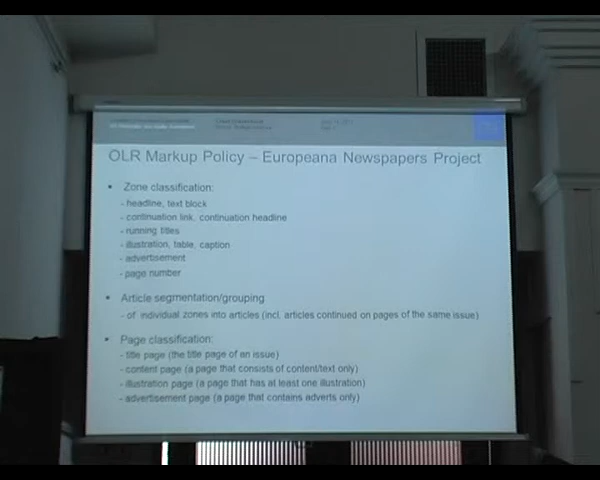 OLR Markup Policy – Europeana Newspapers Project
• Zone classification:
- headline, text block
- continuation link, continuation headline
- running titles
- illustration, table, caption
- advertisement
- page number
• Article segmentation/grouping
- of individual zones into articles (incl. articles continued on pages of the same issue)
• Page classification:
- title page (the title page of an issue)
- content page (a page that consists of content/text only)
- illustration page (a page that has at least one illustration)
- advertisement page (a page that contains adverts only)